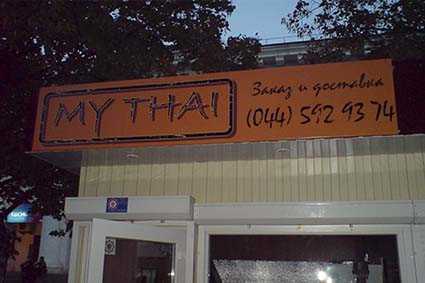 MY THAI
Заказ и доставка
(044) 592 93 74